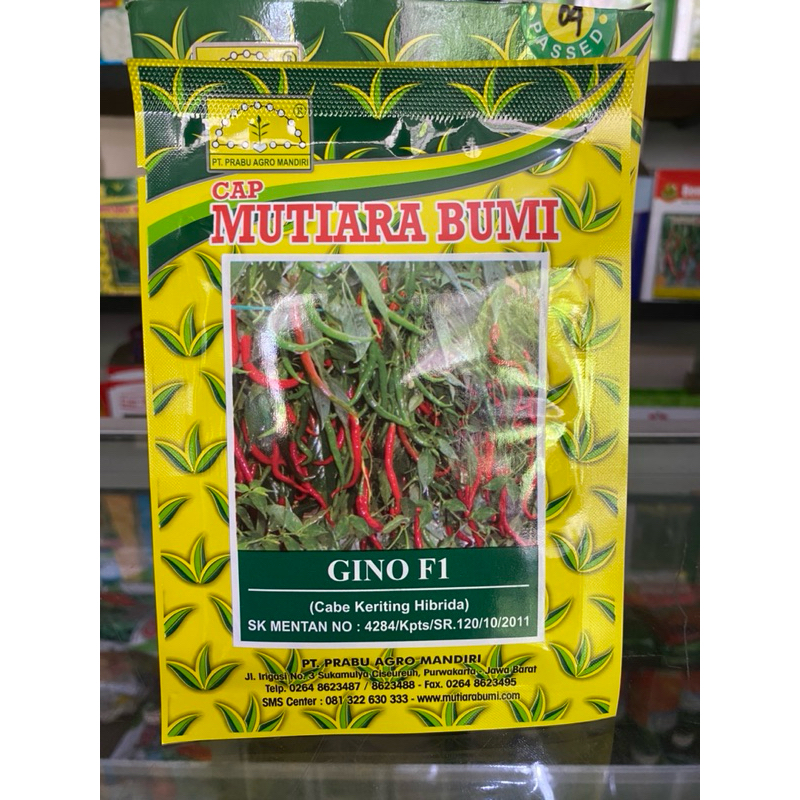 09
PASSED
®
PT. PRABU AGRO MANDIRI
CAP
MUTIARA BUMI
GINO F1
(Cabe Keriting Hibrida)
SK MENTAN NO : 4284/Kpts/SR.120/10/2011
PT. PRABU AGRO MANDIRI
Jl. Irigasi No. 3 Sukamulya Ciseureuh, Purwakarta - Jawa Barat
Telp. 0264 8623487 / 8623488 - Fax. 0264 8623495
SMS Center : 081 322 630 333 - www.mutiarabumi.com